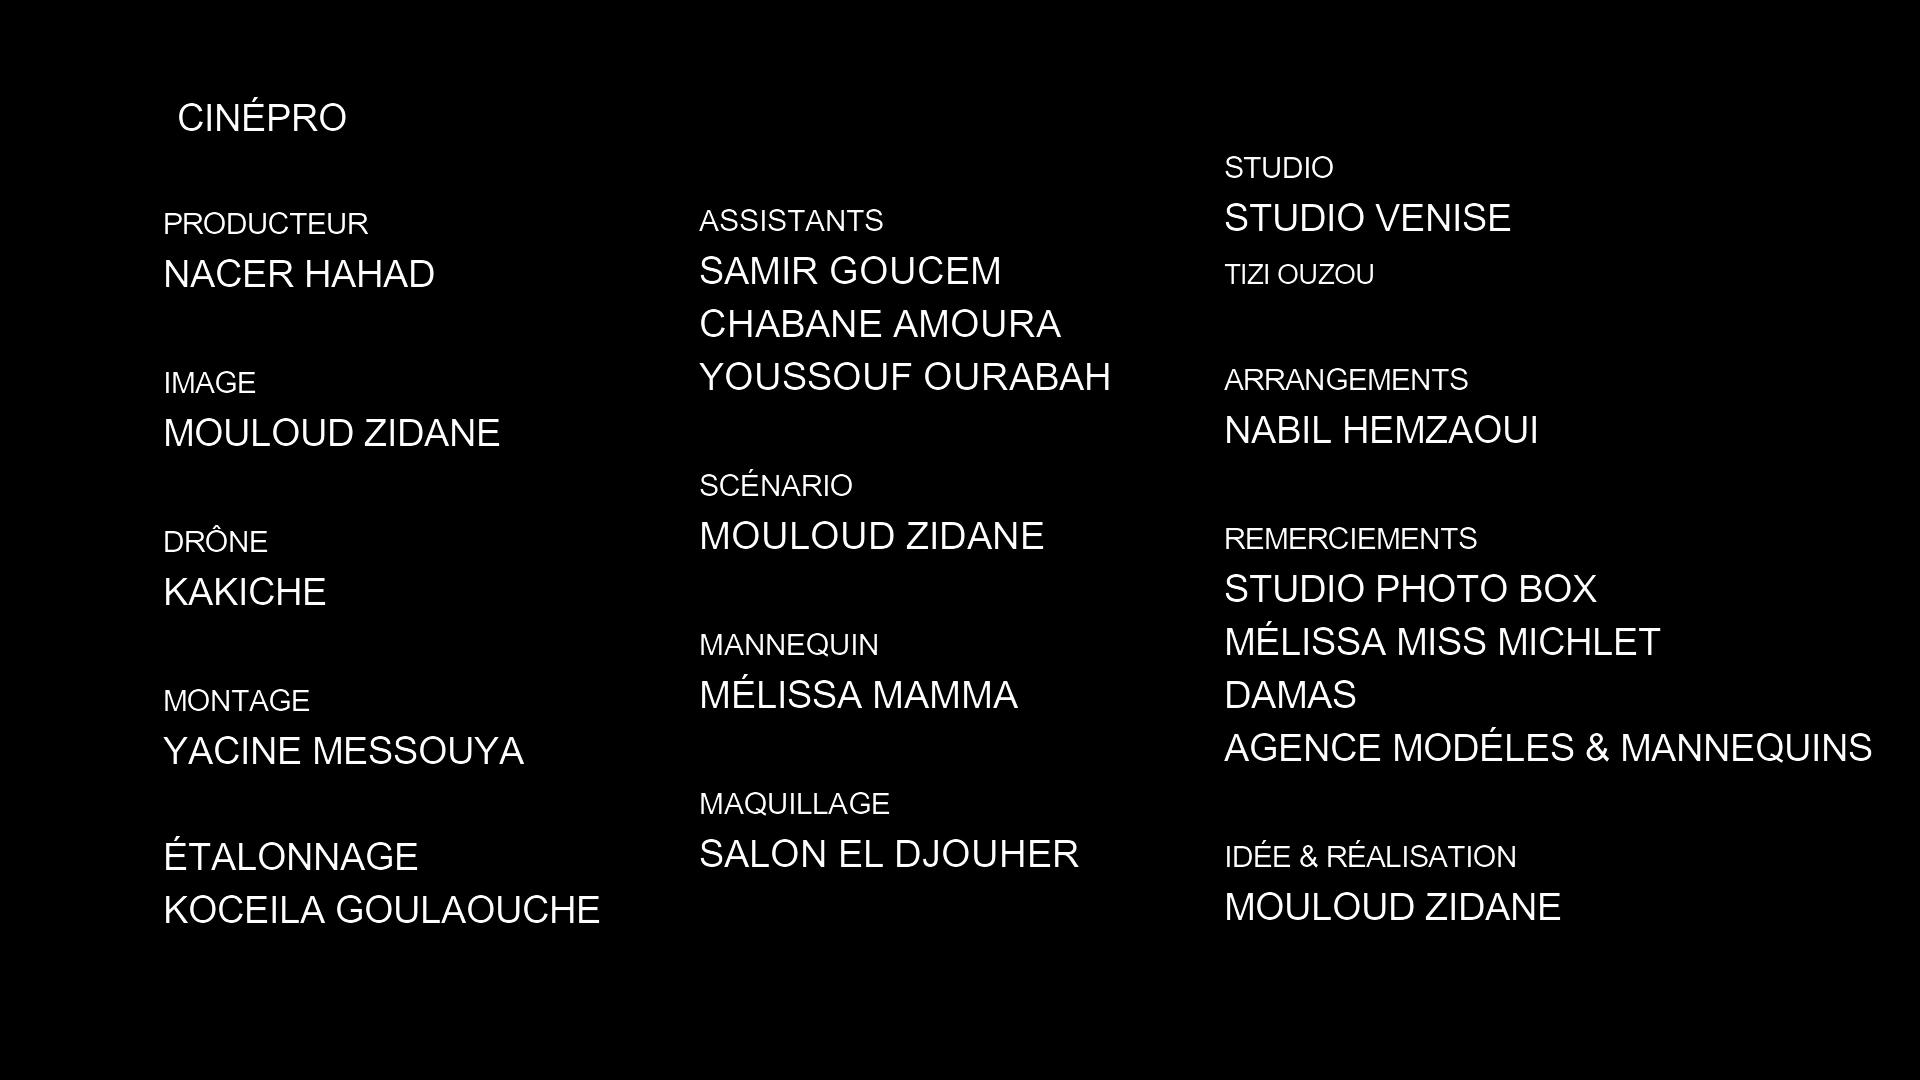 CINÉPRO
PRODUCTEUR
NACER HAHAD
IMAGE
MOULOUD ZIDANE
DRÔNE
KAKICHE
MONTAGE
YACINE MESSOUYA
ÉTALONNAGE
KOCEILA GOULAOUCHE
ASSISTANTS
SAMIR GOUCEM
CHABANE AMOURA
YOUSSOUF OURABAH
SCÉNARIO
MOULOUD ZIDANE
MANNEQUIN
MÉLISSA MAMMA
MAQUILLAGE
SALON EL DJOUHER
STUDIO
STUDIO VENISE
TIZI OUZOU
ARRANGEMENTS
NABIL HEMZAOUI
REMERCIEMENTS
STUDIO PHOTO BOX
MÉLISSA MISS MICHLET
DAMAS
AGENCE MODÉLES & MANNEQUINS
IDÉE & RÉALISATION
MOULOUD ZIDANE